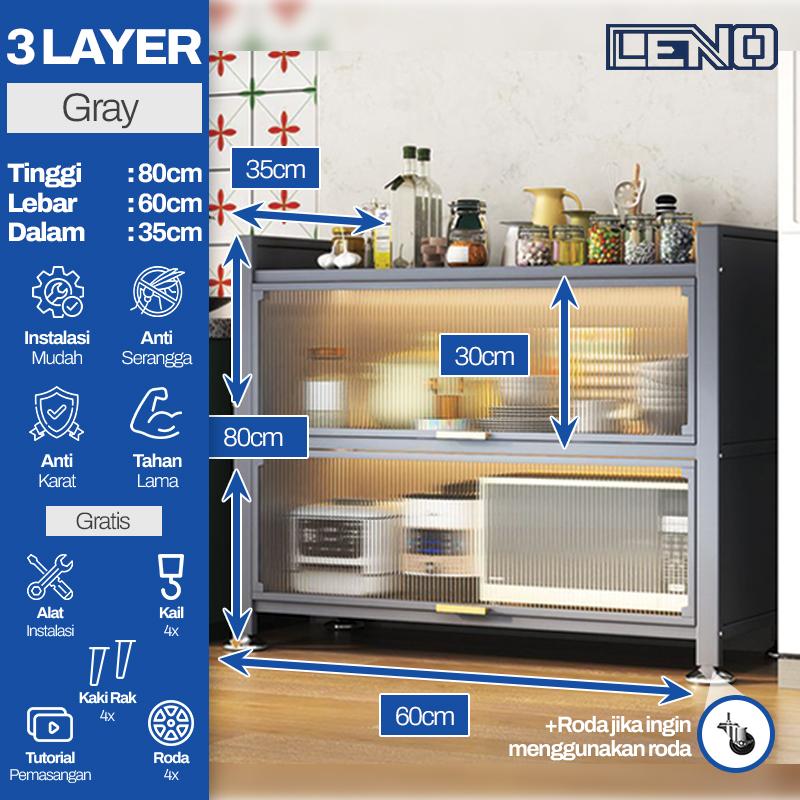 3 LAYER
Gray
Tinggi : 80cm
Lebar : 60cm
Dalam : 35cm
Instalasi
Mudah
Anti
Serangga
Anti
Karat
Tahan
Lama
Gratis
Alat
Instalasi
Kail
4x
Kaki Rak
4x
Tutorial
Pemasangan
Roda
4x
LENO
35cm
30cm
80cm
60cm
+Roda jika ingin
menggunakan roda